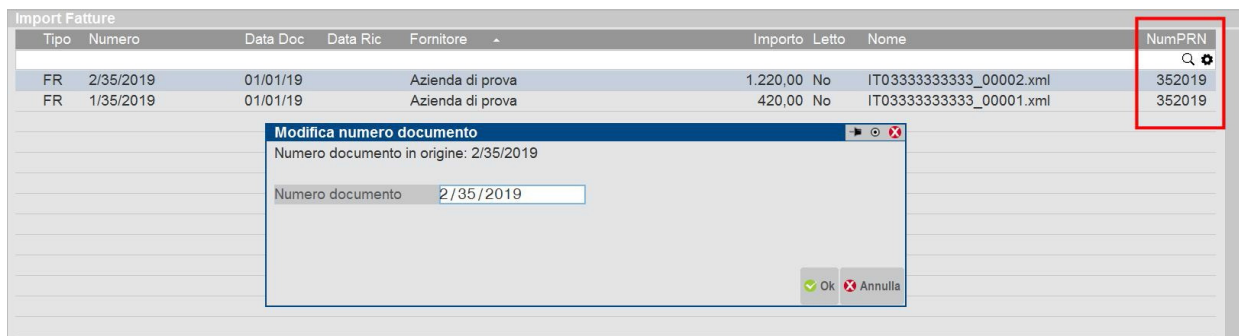 Import Fatture
Tipo Numero Data Doc Data Ric Fornitore Importo Letto Nome NumPRN
FR 2/35/2019 01/01/19 Azienda di prova 1.220,00 No IT03333333333_00002.xml 352019
FR 1/35/2019 01/01/19 Azienda di prova 420,00 No IT03333333333_00001.xml 352019
Modifica numero documento
Numero documento in origine: 2/35/2019
Numero documento 2/35/2019
Ok Annulla